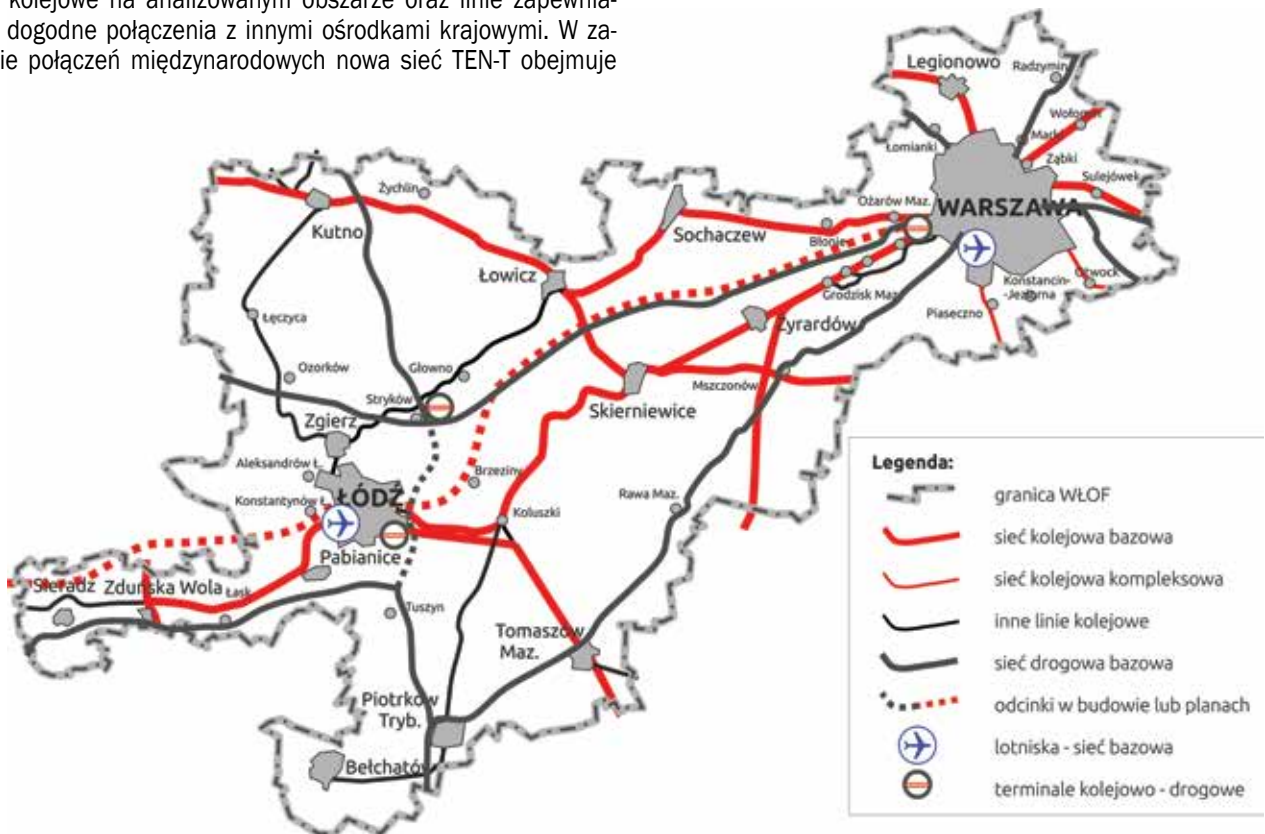 kolejowe na analizowanym obszarze oraz linie zapewnia-
dogodne połączenia z innymi ośrodkami krajowymi. W za-
ie połączeń międzynarodowych nowa sieć TEN-T obejmuje
Legionowo
Radzymin
Wołomin
Marki
Łomianki
Ząbki
Sulejówek
Żychlin
Ożarów Maz.
WARSZAWA
Kutno
Sochaczew
Błonie
Łowicz
Otwock
Konstancin-
-Jeziorna
Grodzisk Maz.
Piaseczno
Łęczyca
Żyrardów
Ozorków
Głowno
Mszczonów
Stryków
Skierniewice
Zgierz
Aleksandrów Ł.
Brzeziny
ŁÓDŹ
Rawa Maz.
Konstantynów Ł.
Koluszki
Pabianice
Sieradz
Zduńska Wola
Łask
Tuszyn
Tomaszów
Maz.
Piotrków
Tryb.
Bełchatów
Legenda:
granica WŁOF
sieć kolejowa bazowa
sieć kolejowa kompleksowa
inne linie kolejowe
sieć drogowa bazowa
odcinki w budowie lub planach
lotniska - sieć bazowa
terminale kolejowo - drogowe